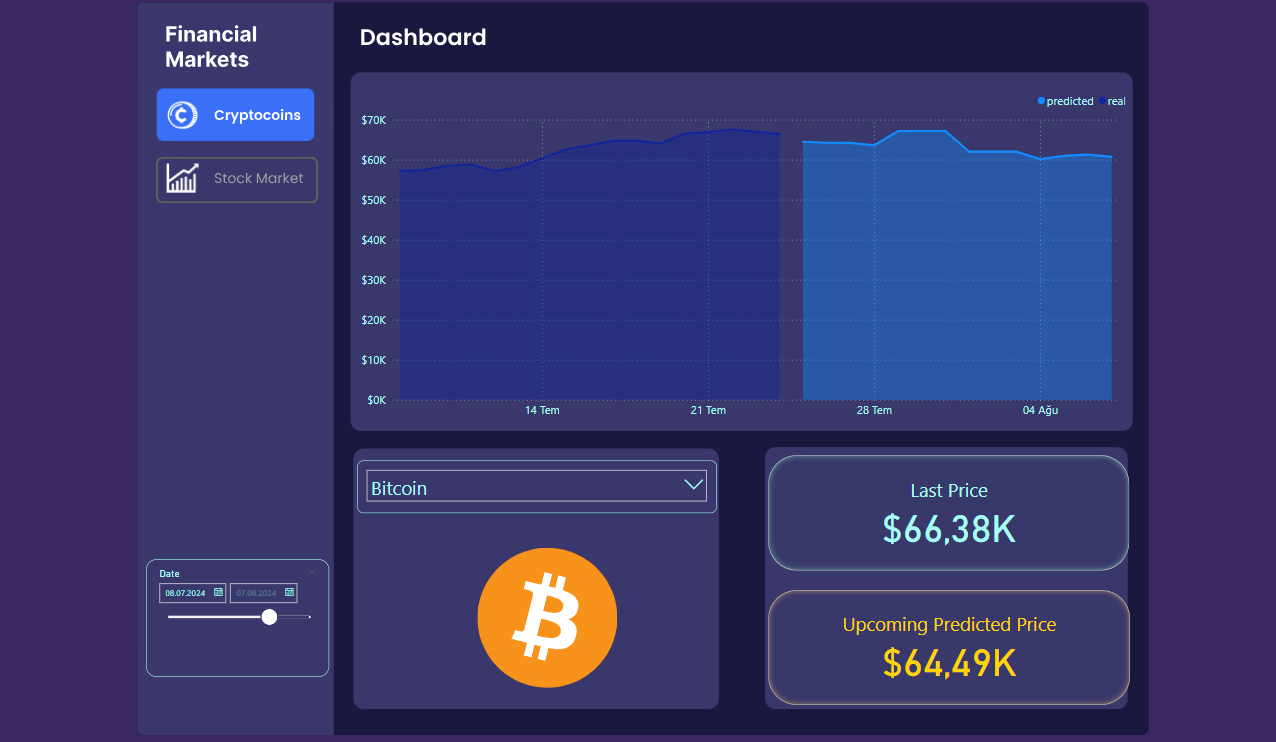 Financial
Markets
Cryptocoins
Stock Market
Date
08.07.2024
07.08.2024
Dashboard
predicted real
$70K
$60K
$50K
$40K
$30K
$20K
$10K
$0K
14 Tem 21 Tem 28 Tem 04 Ağu
Bitcoin
Last Price
$66,38K
Upcoming Predicted Price
$64,49K